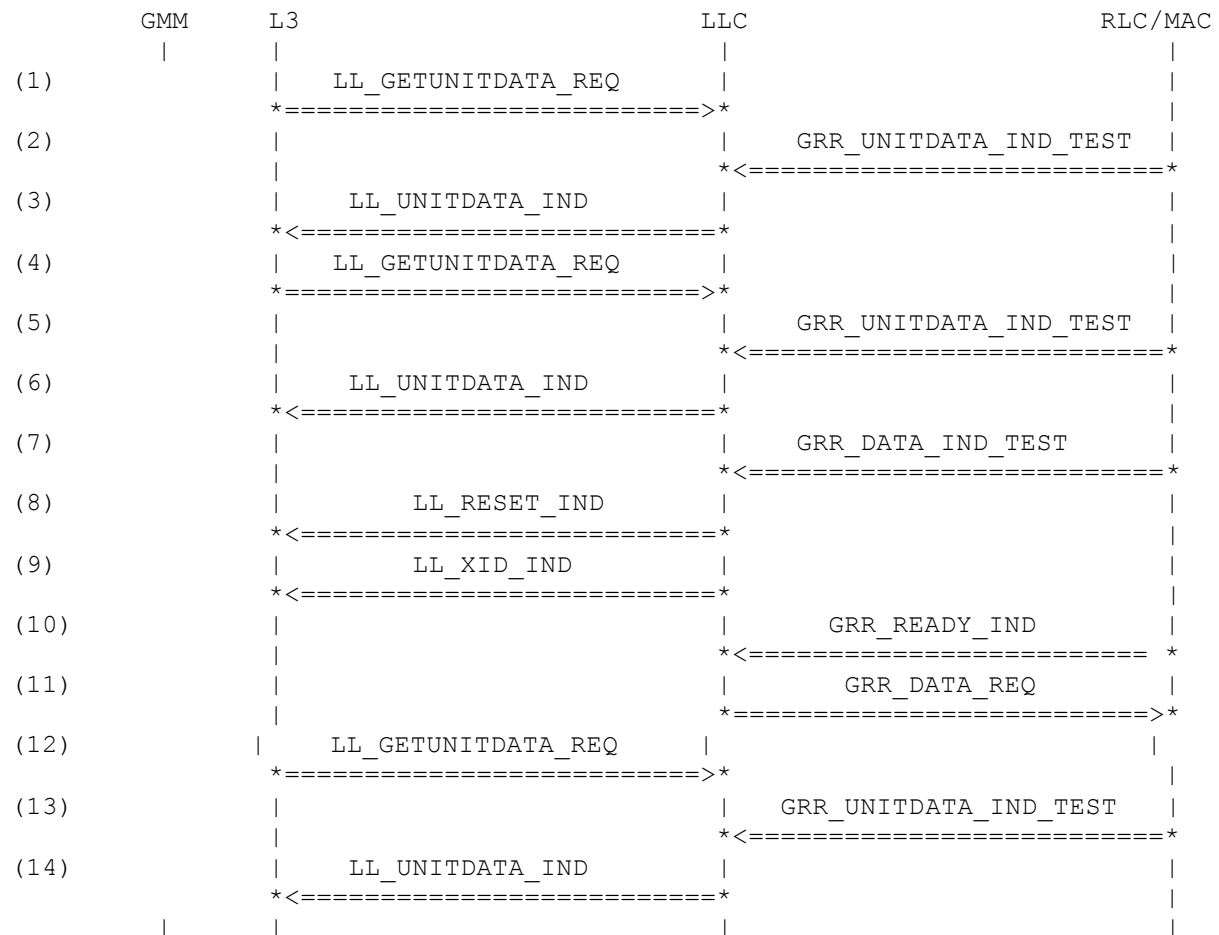 GMM L3 LLC RLC/MAC
| | | |
(1) | LL_GETUNITDATA_REQ | |
*==========================>* |
(2) | | GRR_UNITDATA_IND_TEST |
| *<==========================*
(3) | LL_UNITDATA_IND | |
*<==========================* |
(4) | LL_GETUNITDATA_REQ | |
*==========================>* |
(5) | | GRR_UNITDATA_IND_TEST |
| *<==========================*
(6) | LL_UNITDATA_IND | |
*<==========================* |
(7) | | GRR_DATA_IND_TEST |
| *<==========================*
(8) | LL_RESET_IND | |
*<==========================* |
(9) | LL_XID_IND | |
*<==========================* |
(10) | | GRR_READY_IND |
| *<========================= *
(11) | | GRR_DATA_REQ |
| *==========================>*
(12) | LL_GETUNITDATA_REQ | |
*==========================>* |
(13) | | GRR_UNITDATA_IND_TEST |
| *<==========================*
(14) | LL_UNITDATA_IND | |
*<==========================* |
| | | |